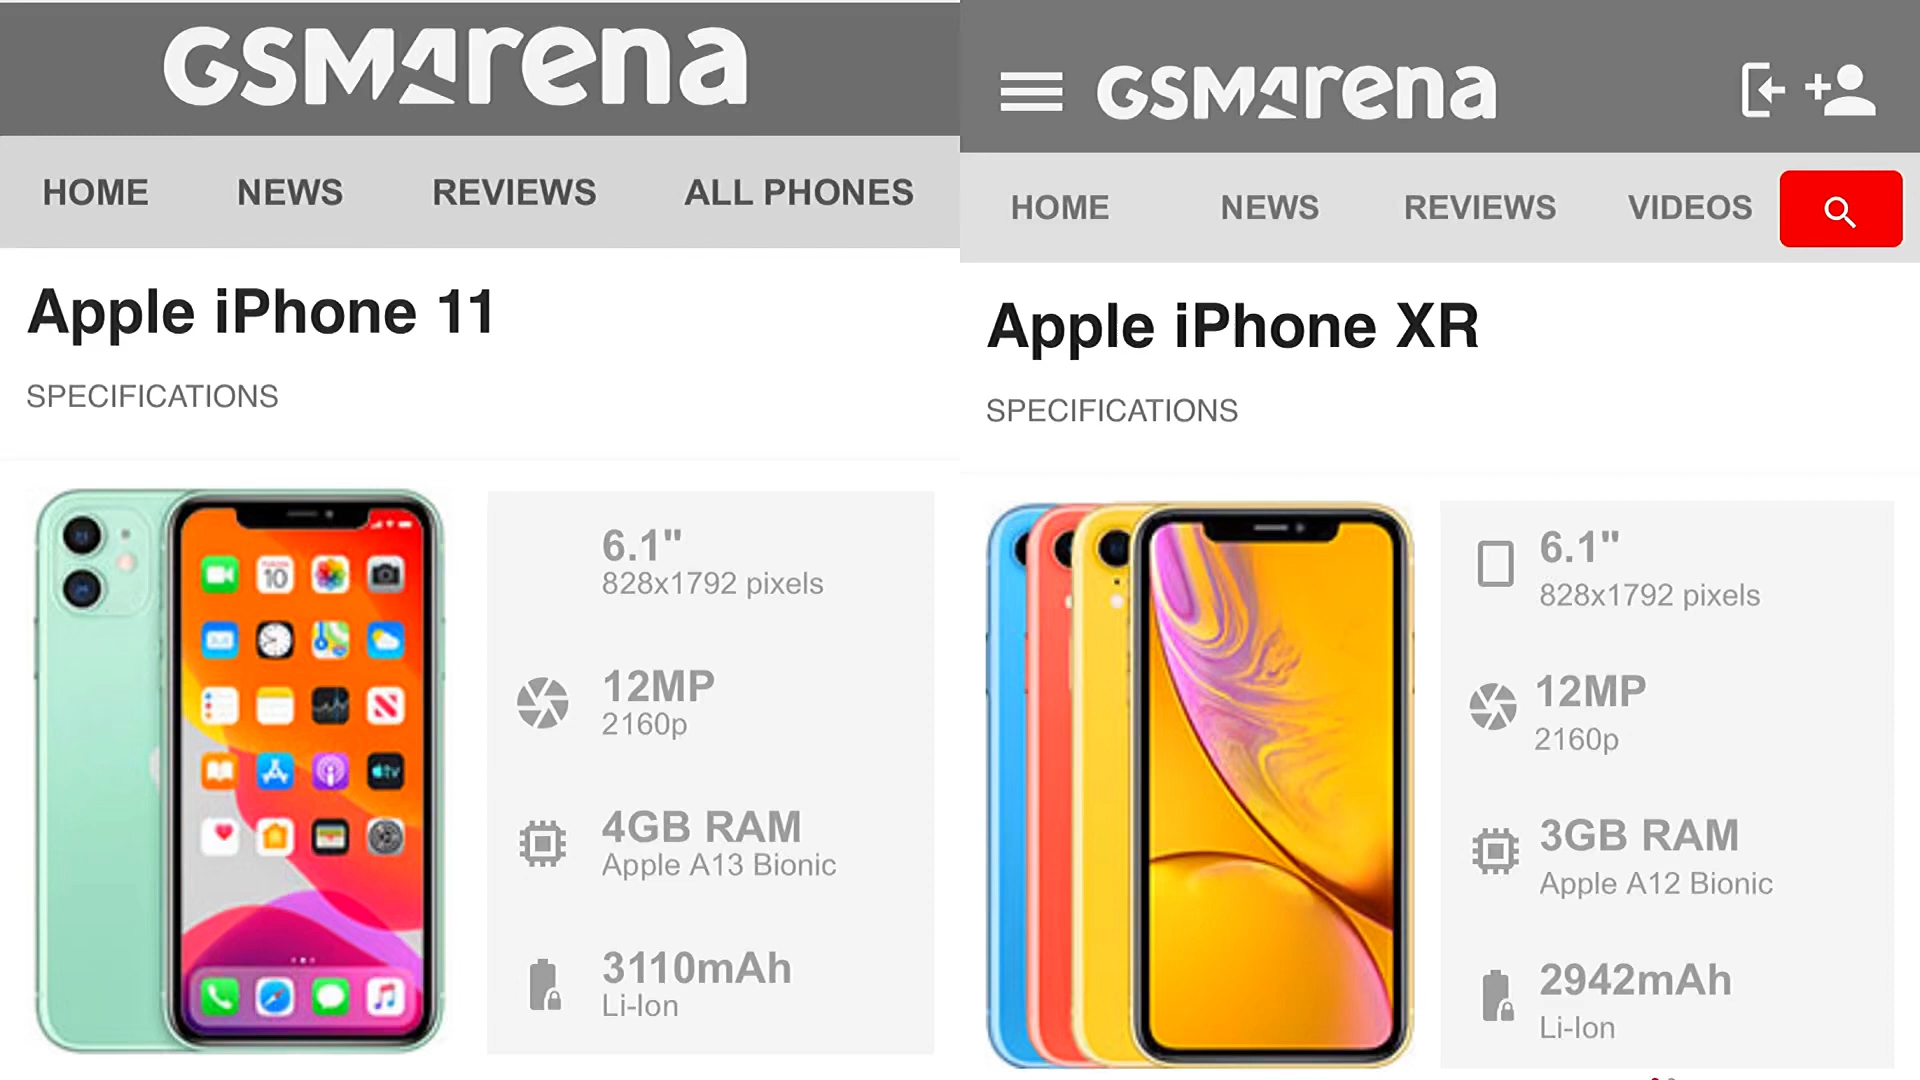 GSMArena
HOME NEWS REVIEWS ALL PHONES
Apple iPhone 11
SPECIFICATIONS
10
6.1"
828x1792 pixels
12MP
2160p
4GB RAM
Apple A13 Bionic
3110mAh
Li-Ion
GSMArena
HOME NEWS REVIEWS VIDEOS
Apple iPhone XR
SPECIFICATIONS
6.1"
828x1792 pixels
12MP
2160p
3GB RAM
Apple A12 Bionic
2942mAh
Li-Ion